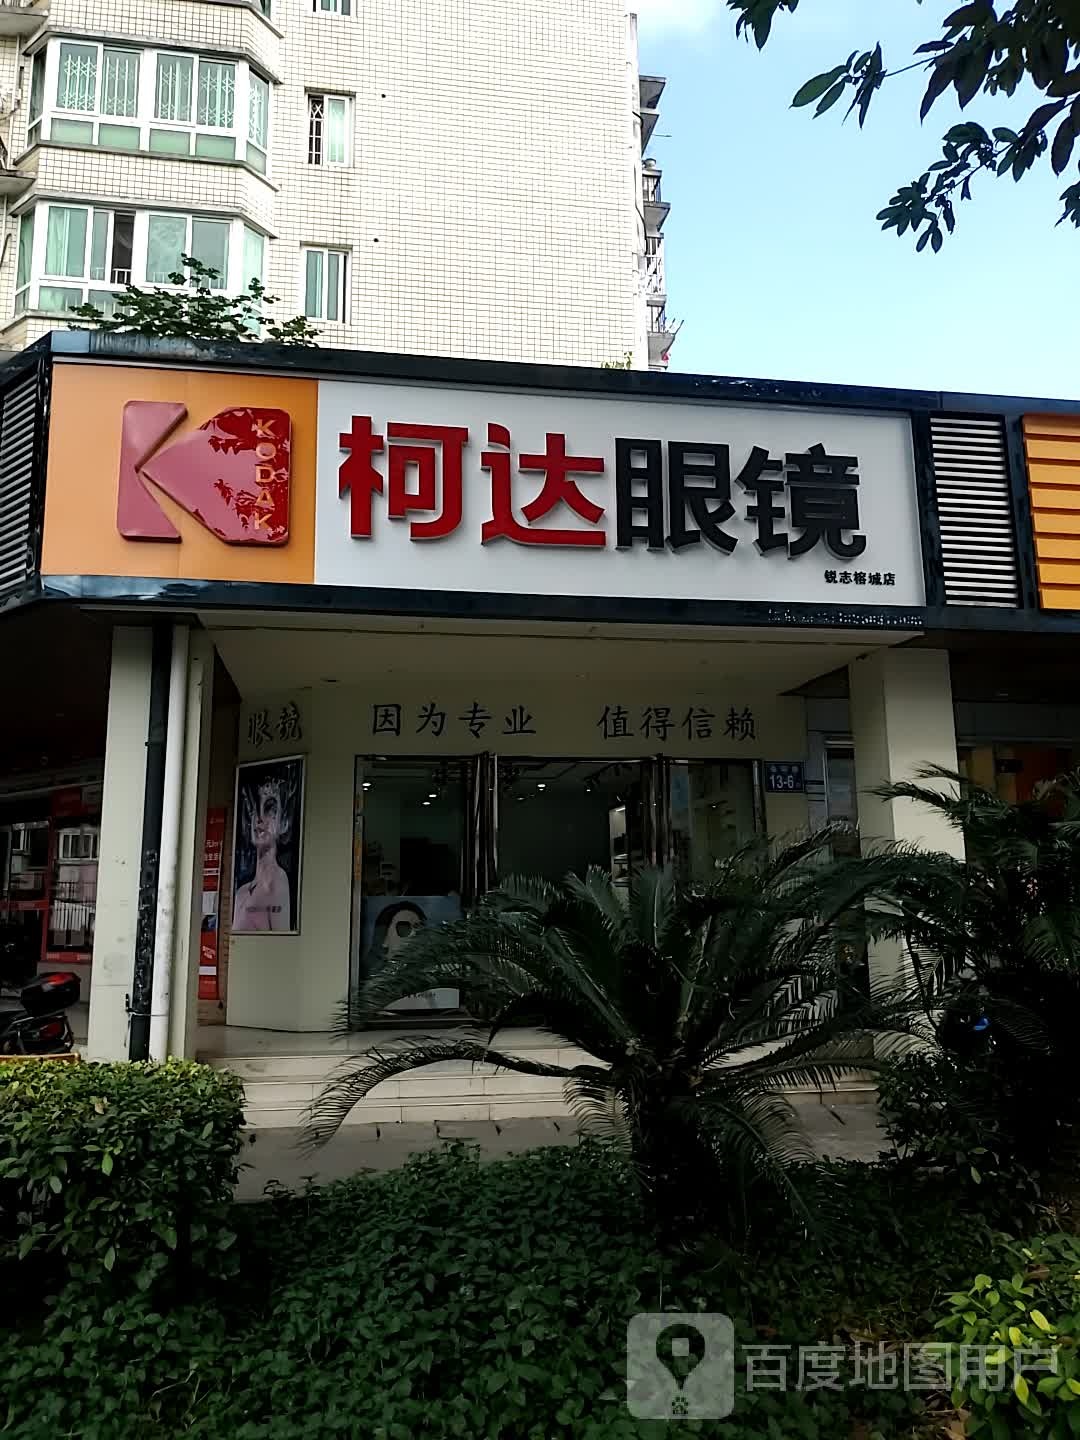 KODAK
柯达眼镜
锐志榕城店
眼镜
因为专业 值得信赖
13-6
百度地图用户